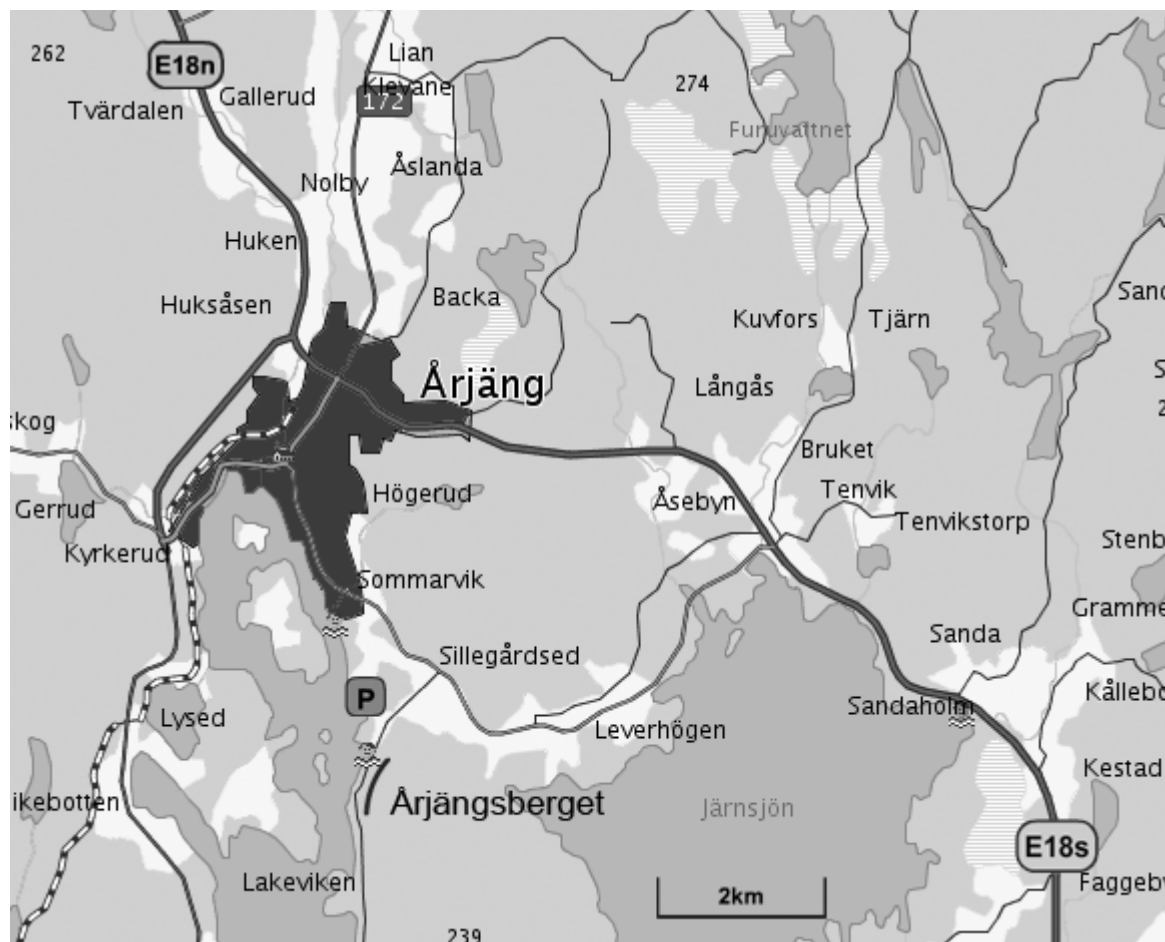 Lian
262
E18n
274
Klevane
Gallerud
172
Tvärdalen
Furuvattnet
Åslanda
Nolby
Huken
Backa
Huksåsen
Kuvfors
Tjärn
Årjäng
Långås
skog
Bruket
Högerud
Tenvik
Åsebyn
Gerrud
Tenvikstorp
Kyrkerud
Stenb
Sommarvik
Gramme
Sanda
Sillegårdsed
P
Kållebo
Sandaholm
Lysed
Leverhögen
Kestad
ikebotten
Årjängsberget
Järnsjön
E18s
Lakeviken
Faggeby
2km
239